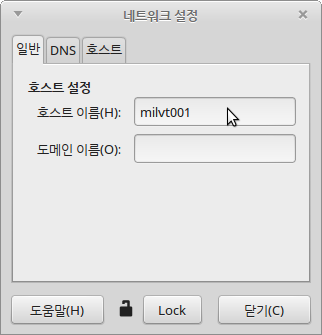 네트워크 설정
일반 DNS 호스트
호스트 설정
호스트 이름(H): milvt001
도메인 이름(O):
도움말(H) Lock 닫기(C)